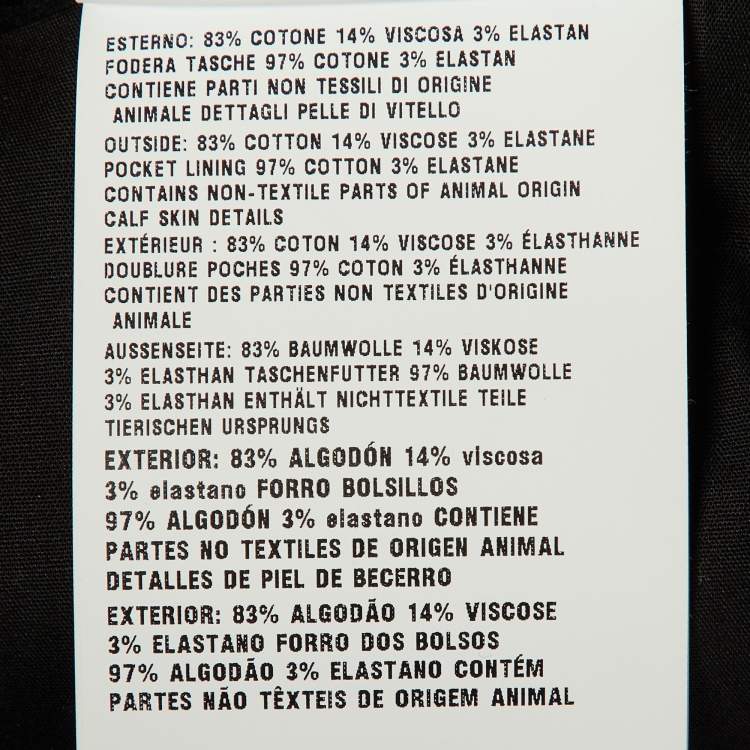 ESTERNO: 83% COTONE 14% VISCOSA 3% ELASTAN
FODERA TASCHE 97% COTONE 3% ELASTAN
CONTIENE PARTI NON TESSILI DI ORIGINE
ANIMALE DETTAGLI PELLE DI VITELLO
OUTSIDE: 83% COTTON 14% VISCOSE 3% ELASTANE
POCKET LINING 97% COTTON 3% ELASTANE
CONTAINS NON-TEXTILE PARTS OF ANIMAL ORIGIN
CALF SKIN DETAILS
EXTÉRIEUR : 83% COTON 14% VISCOSE 3% ÉLASTHANNE
DOUBLURE POCHES 97% COTON 3% ÉLASTHANNE
CONTIENT DES PARTIES NON TEXTILES D'ORIGINE
ANIMALE
AUSSENSEITE: 83% BAUMWOLLE 14% VISKOSE
3% ELASTHAN TASCHENFUTTER 97% BAUMWOLLE
3% ELASTHAN ENTHÄLT NICHTTEXTILE TEILE
TIERISCHEN URSPRUNGS
EXTERIOR: 83% ALGODÓN 14% viscosa
3% elastano FORRO BOLSILLOS
97% ALGODÓN 3% elastano CONTIENE
PARTES NO TEXTILES DE ORIGEN ANIMAL
DETALLES DE PIEL DE BECERRO
EXTERIOR: 83% ALGODÃO 14% VISCOSE
3% ELASTANO FORRO DOS BOLSOS
97% ALGODÃO 3% ELASTANO CONTÉM
PARTES NÃO TÊXTEIS DE ORIGEM ANIMAL